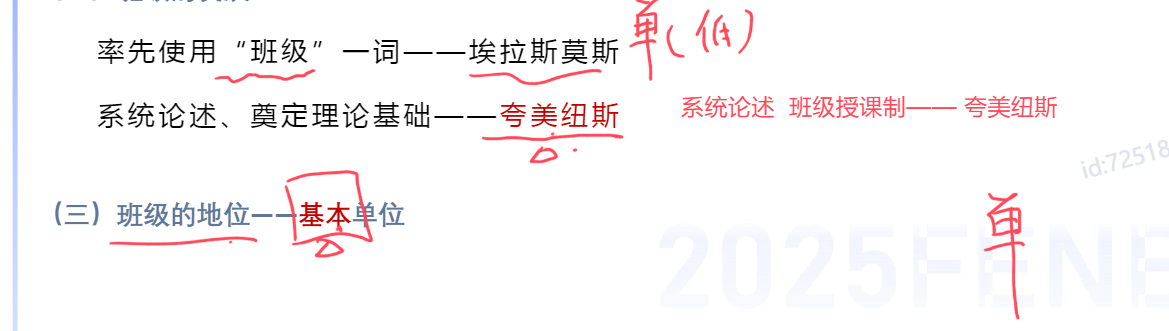 率先使用“班级”一词——埃拉斯莫斯 单（低）
系统论述、奠定理论基础——夸美纽斯 系统论述 班级授课制—— 夸美纽斯
id:72518
（三）班级的地位——基本单位
单
2025FENE